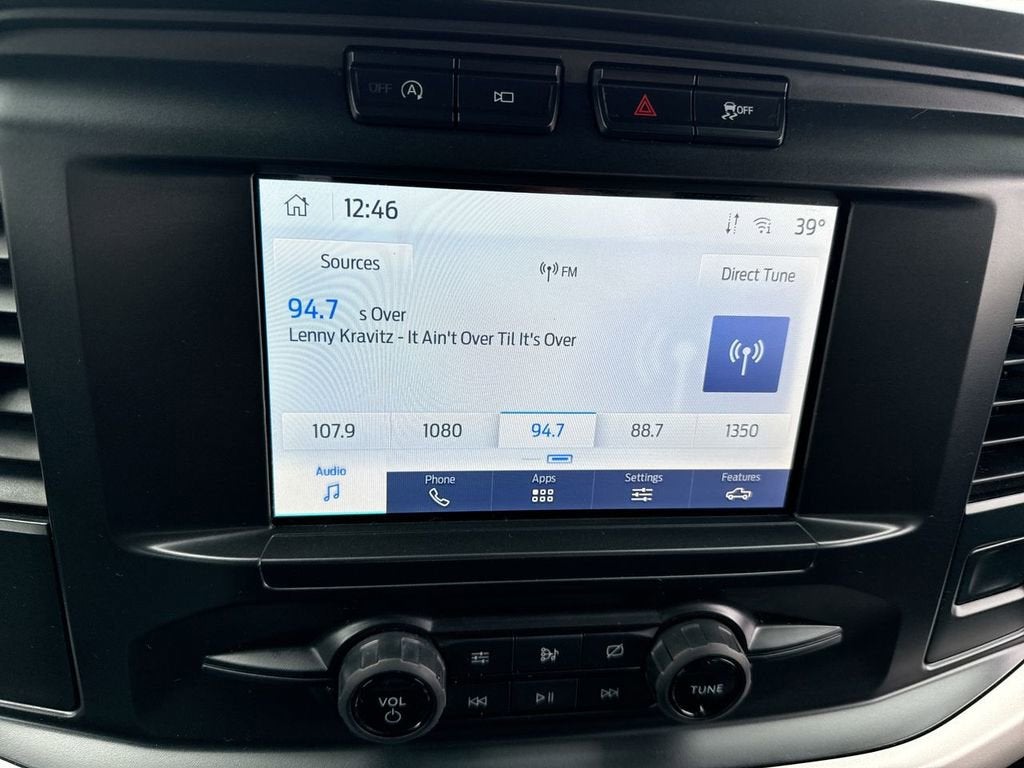 OFF A
OFF
12:46
39°
Sources
FM
Direct Tune
94.7 s Over
Lenny Kravitz - It Ain't Over Til It's Over
107.9 1080 94.7 88.7 1350
Audio Phone Apps Settings Features
VOL
TUNE